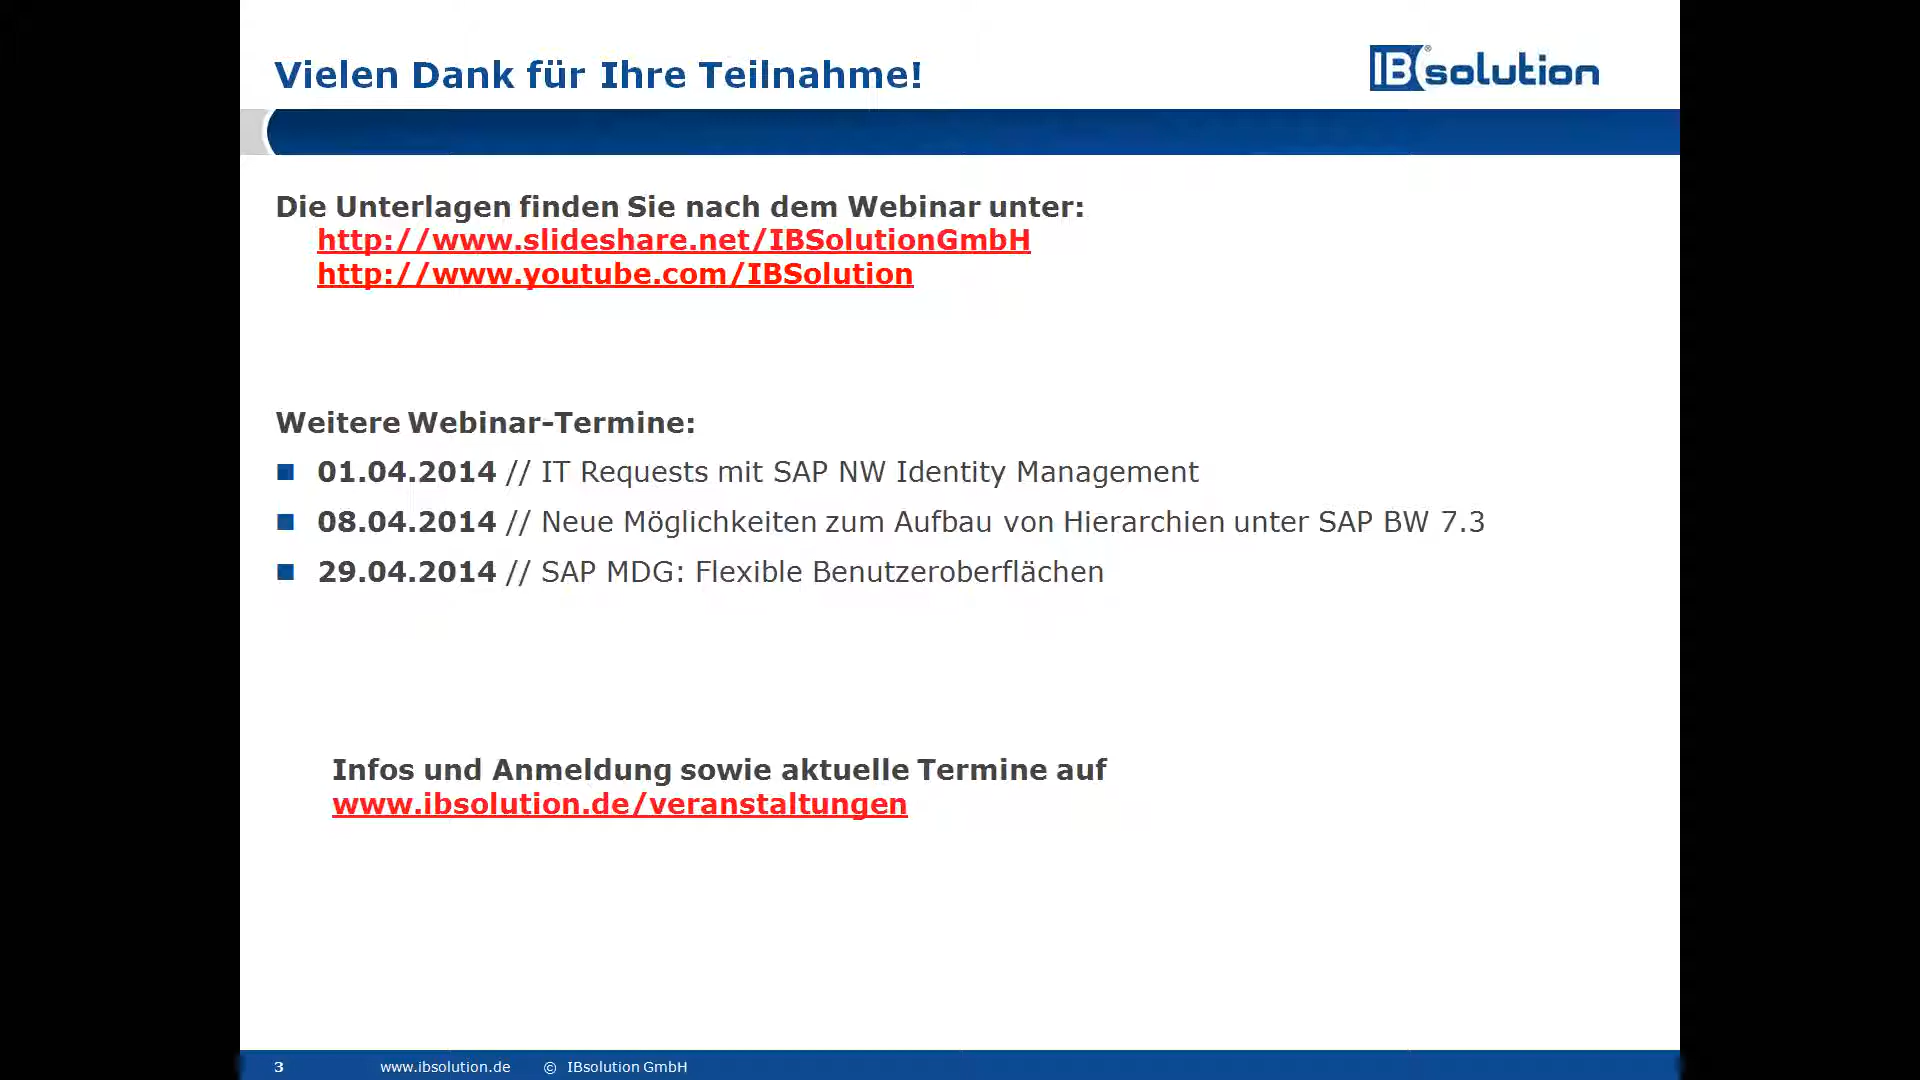 Vielen Dank für Ihre Teilnahme!
IBsolution®
Die Unterlagen finden Sie nach dem Webinar unter:
http://www.slideshare.net/IBSolutionGmbH
http://www.youtube.com/IBSolution
Weitere Webinar-Termine:
01.04.2014 // IT Requests mit SAP NW Identity Management
08.04.2014 // Neue Möglichkeiten zum Aufbau von Hierarchien unter SAP BW 7.3
29.04.2014 // SAP MDG: Flexible Benutzeroberflächen
Infos und Anmeldung sowie aktuelle Termine auf
www.ibsolution.de/veranstaltungen
3 www.ibsolution.de © IBsolution GmbH